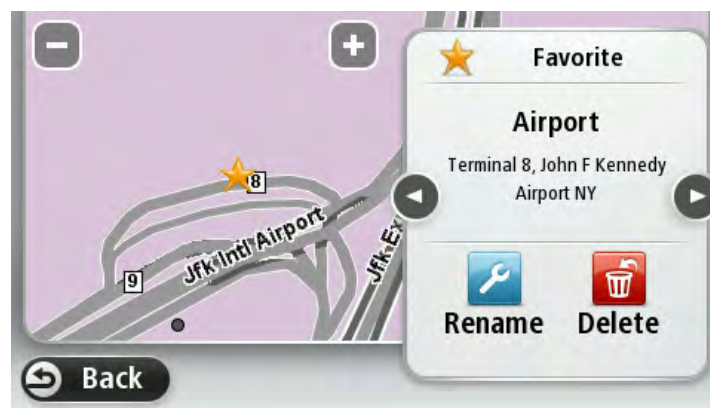 Favorite
Airport
Terminal 8, John F Kennedy
Airport NY
Rename Delete
8
9
Jfk Intl Airport
Jfk Ex
Back